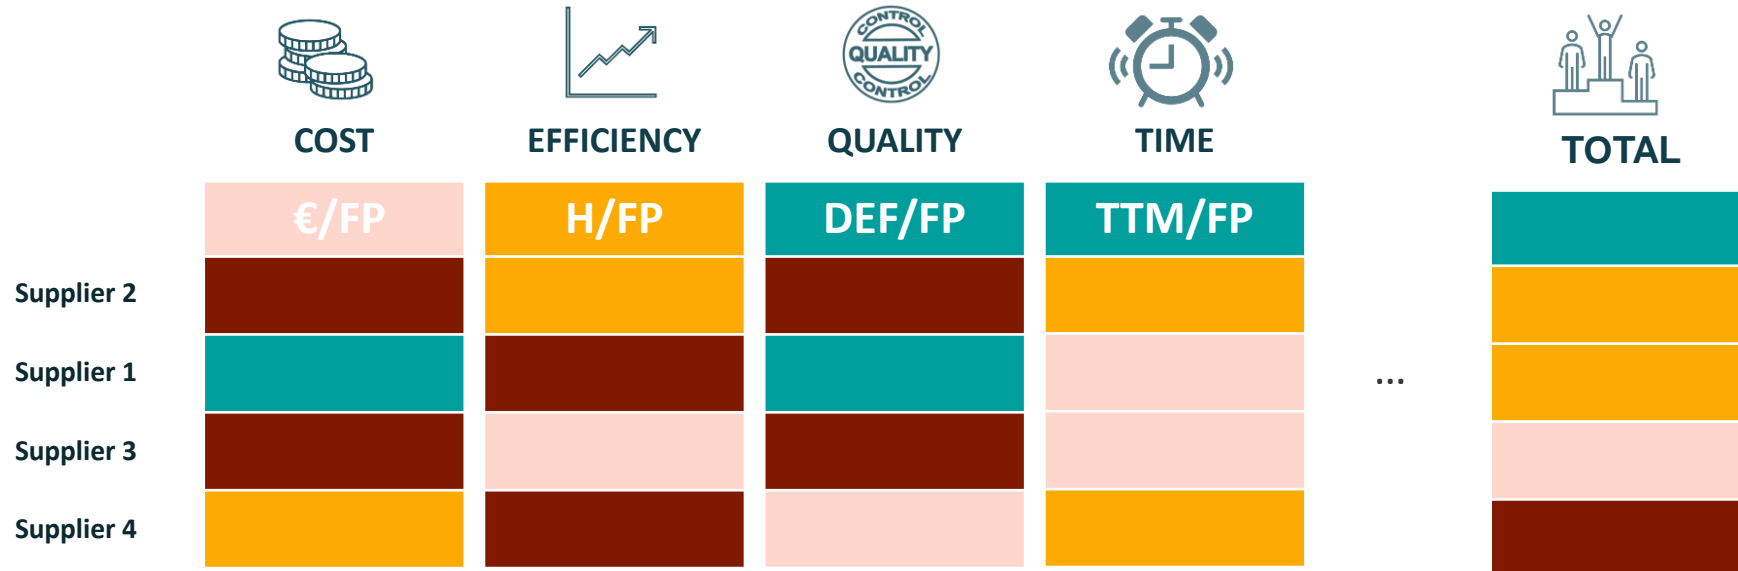 CONTROL
QUALITY
CONTROL
COST
EFFICIENCY
QUALITY
TIME
TOTAL
€/FP
H/FP
DEF/FP
TTM/FP
Supplier 2
Supplier 1
...
Supplier 3
Supplier 4